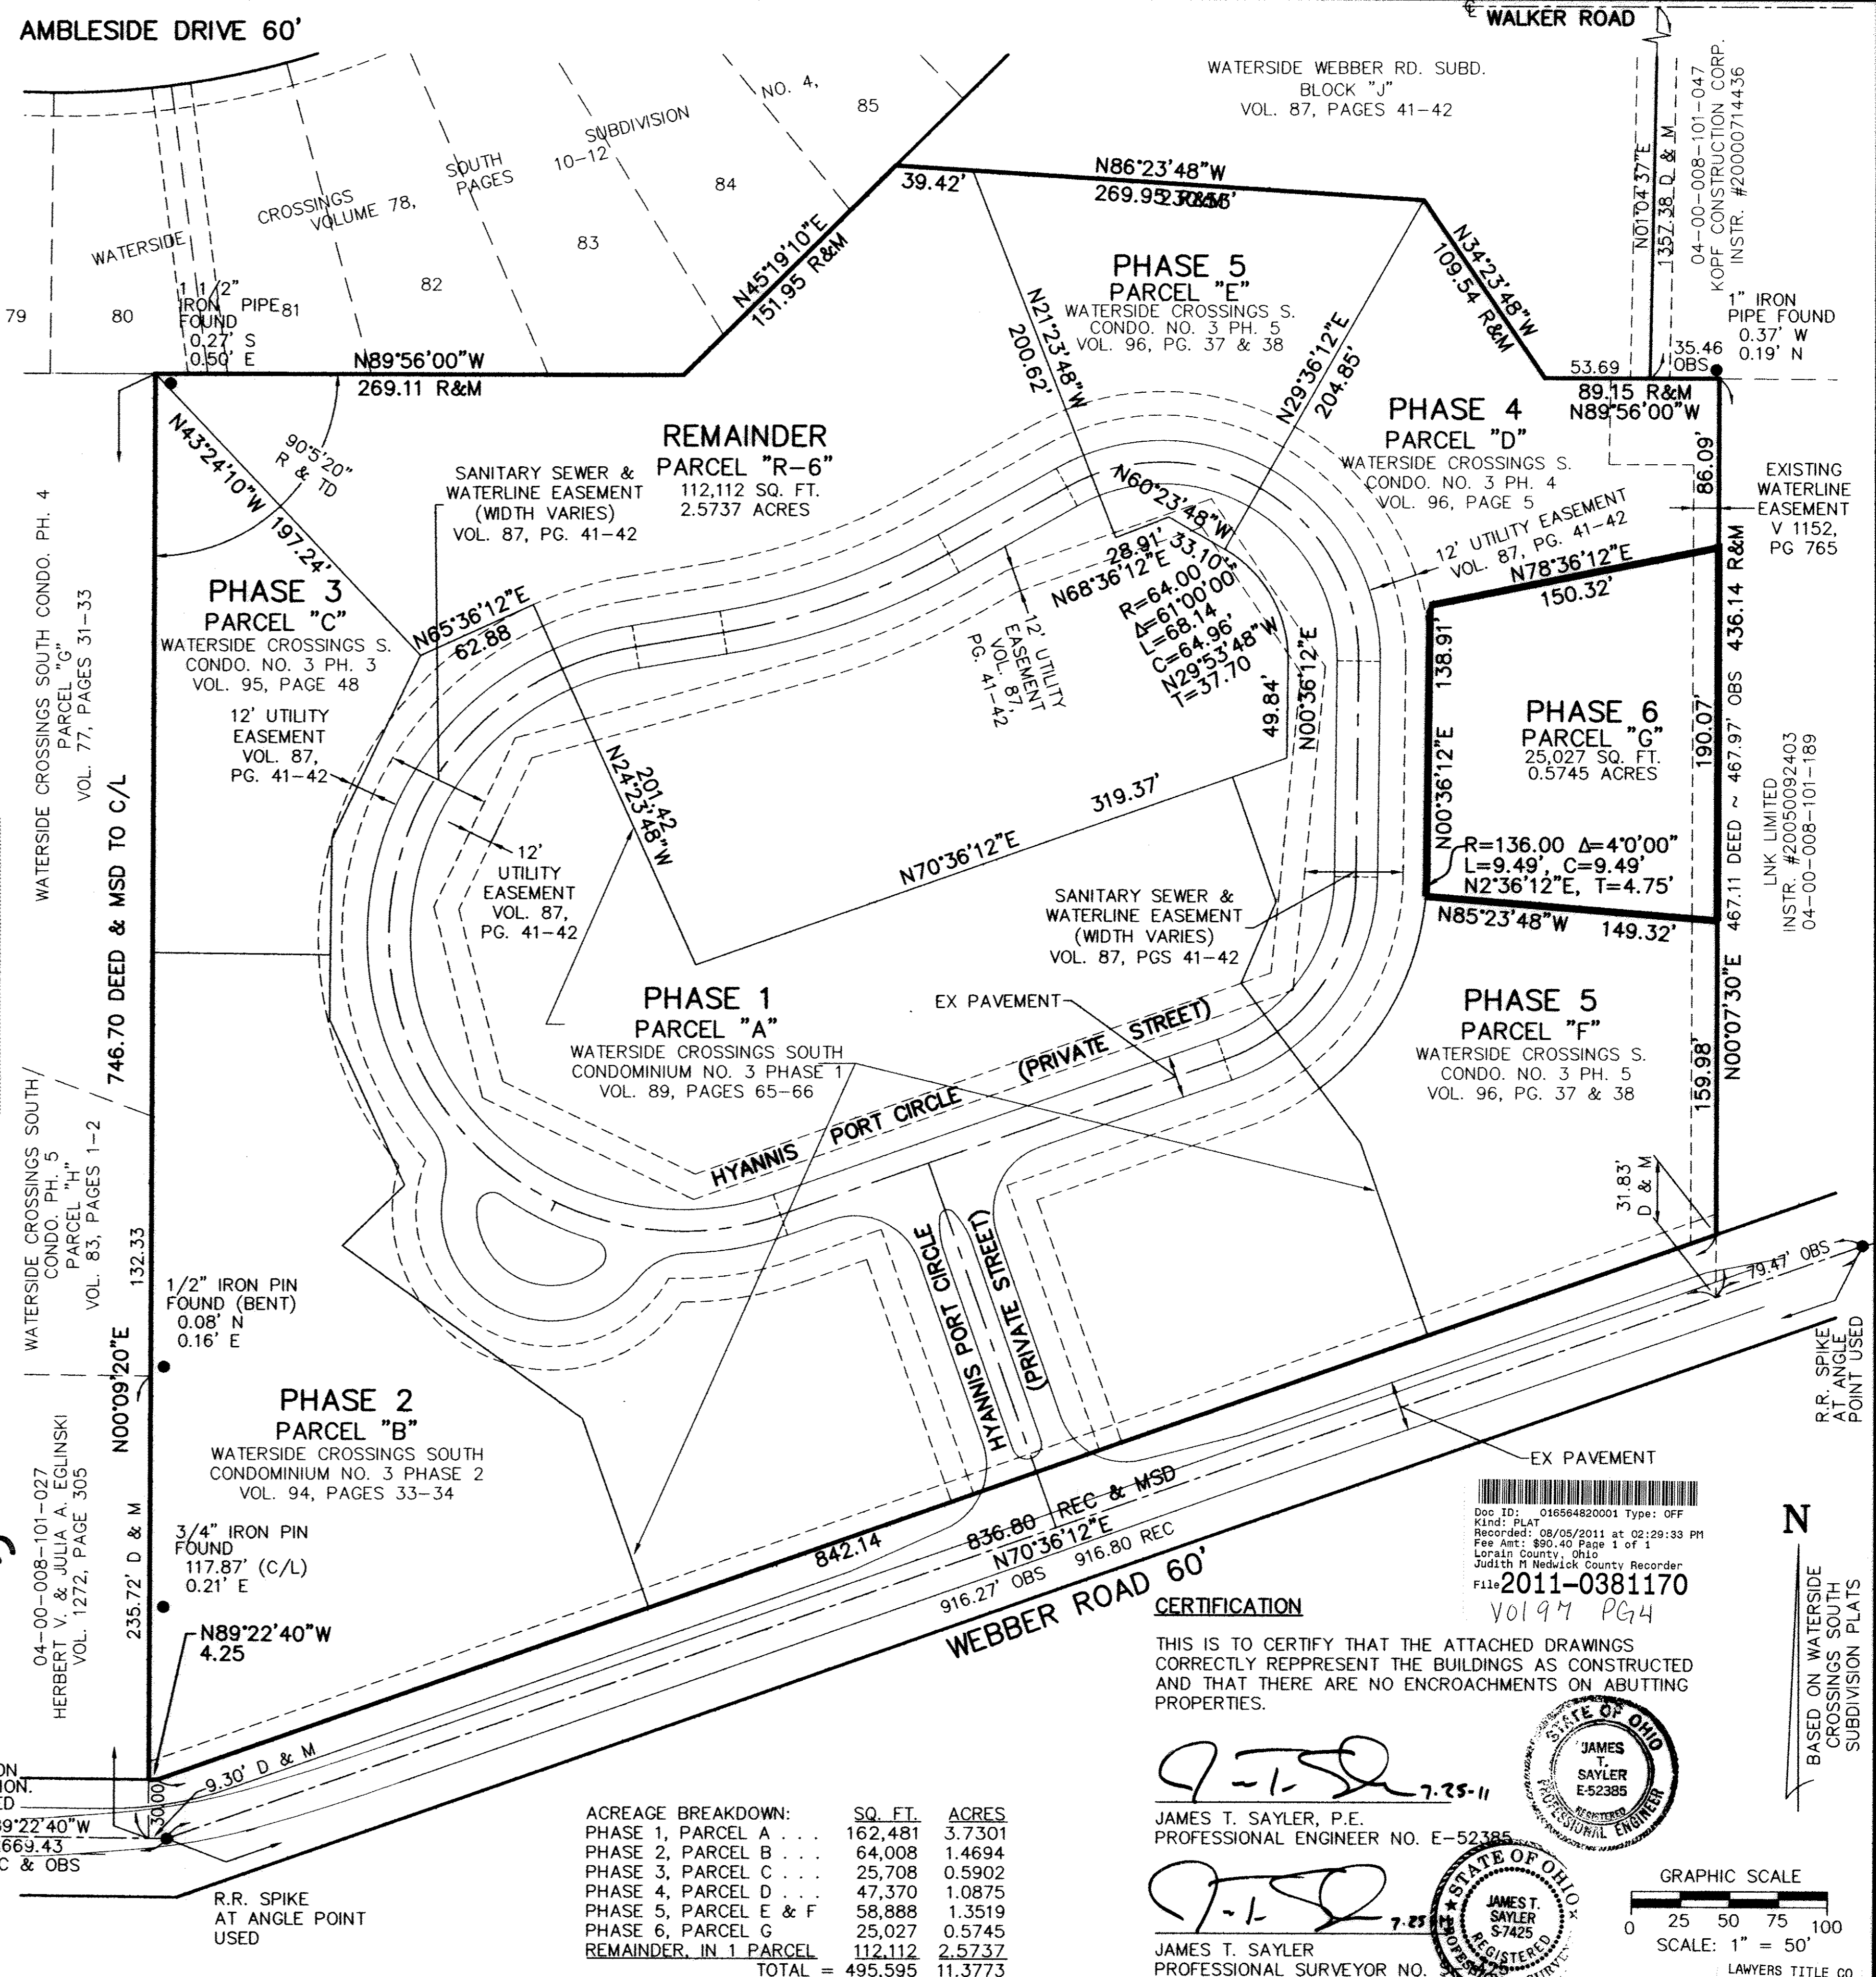 AMBLESIDE DRIVE 60'
℄ WALKER ROAD
WATERSIDE WEBBER RD. SUBD.
BLOCK "J"
VOL. 87, PAGES 41-42
N01°04'37"E
1357.38 D & M
04-00-008-101-047
KOPF CONSTRUCTION CORP.
INSTR. #20000714436
WATERSIDE CROSSINGS SOUTH SUBDIVISION NO. 4,
VOLUME 78, PAGES 10-12
79
80
81
82
83
84
85
1 1/2"
IRON PIPE
FOUND
0.27' S
0.50' E
N89°56'00"W
269.11 R&M
N45°19'10"E
151.95 R&M
39.42'
N86°23'48"W
269.95 R&M
230.53'
N34°23'48"W
109.54 R&M
53.69
35.46
OBS
89.15 R&M
N89°56'00"W
1" IRON
PIPE FOUND
0.37' W
0.19' N
PHASE 5
PARCEL "E"
WATERSIDE CROSSINGS S.
CONDO. NO. 3 PH. 5
VOL. 96, PG. 37 & 38
N21°23'48"W
200.62'
N29°36'12"E
204.85'
PHASE 4
PARCEL "D"
WATERSIDE CROSSINGS S.
CONDO. NO. 3 PH. 4
VOL. 96, PAGE 5
86.09'
EXISTING
WATERLINE
EASEMENT
V 1152,
PG 765
12' UTILITY EASEMENT
VOL. 87, PG. 41-42
N78°36'12"E
150.32'
REMAINDER
PARCEL "R-6"
112,112 SQ. FT.
2.5737 ACRES
SANITARY SEWER &
WATERLINE EASEMENT
(WIDTH VARIES)
VOL. 87, PG. 41-42
90°5'20"
R & TD
N43°24'10"W 197.24'
PHASE 3
PARCEL "C"
WATERSIDE CROSSINGS S.
CONDO. NO. 3 PH. 3
VOL. 95, PAGE 48
12' UTILITY
EASEMENT
VOL. 87,
PG. 41-42
N65°36'12"E
62.88
N60°23'48"W
33.10'
28.91'
N68°36'12"E
R=64.00
Δ=61°00'00"
L=68.14
C=64.96'
N29°53'48"W
T=37.70
12' UTILITY
EASEMENT
VOL. 87,
PG. 41-42
49.84'
N00°36'12"E
138.91'
N00°36'12"E
PHASE 6
PARCEL "G"
25,027 SQ. FT.
0.5745 ACRES
190.07'
R=136.00 Δ=4°0'00"
L=9.49', C=9.49'
N2°36'12"E, T=4.75'
N85°23'48"W 149.32'
N00°07'30"E 467.11 DEED ~ 467.97' OBS 436.14 R&M
LNK LIMITED
INSTR. #20050092403
04-00-008-101-189
WATERSIDE CROSSINGS SOUTH CONDO. PH. 4
PARCEL "G"
VOL. 77, PAGES 31-33
746.70 DEED & MSD TO C/L
201.42
N24°23'48"W
N70°36'12"E
319.37'
12'
UTILITY
EASEMENT
VOL. 87,
PG. 41-42
SANITARY SEWER &
WATERLINE EASEMENT
(WIDTH VARIES)
VOL. 87, PGS 41-42
PHASE 1
PARCEL "A"
WATERSIDE CROSSINGS SOUTH
CONDOMINIUM NO. 3 PHASE 1
VOL. 89, PAGES 65-66
EX PAVEMENT
HYANNIS PORT CIRCLE (PRIVATE STREET)
PHASE 5
PARCEL "F"
WATERSIDE CROSSINGS S.
CONDO. NO. 3 PH. 5
VOL. 96, PG. 37 & 38
159.98'
31.83'
D & M
79.47' OBS
R.R. SPIKE
AT ANGLE
POINT USED
WATERSIDE CROSSINGS SOUTH
CONDO. PH. 5
PARCEL "H"
VOL. 83, PAGES 1-2
132.33
1/2" IRON PIN
FOUND (BENT)
0.08' N
0.16' E
N00°09'20"E
HYANNIS PORT CIRCLE
(PRIVATE STREET)
PHASE 2
PARCEL "B"
WATERSIDE CROSSINGS SOUTH
CONDOMINIUM NO. 3 PHASE 2
VOL. 94, PAGES 33-34
04-00-008-101-027
HERBERT V. & JULIA A. EGLINSKI
VOL. 1272, PAGE 305
235.72' D & M
3/4" IRON PIN
FOUND
117.87' (C/L)
0.21' E
N89°22'40"W
4.25
842.14
836.80 REC & MSD
N70°36'12"E
916.27' OBS 916.80 REC
WEBBER ROAD 60'
EX PAVEMENT
9.30' D & M
30.00
669.43
C & OBS
R.R. SPIKE
AT ANGLE POINT
USED
Doc ID: 016564820001 Type: OFF
Kind: PLAT
Recorded: 08/05/2011 at 02:29:33 PM
Fee Amt: $90.40 Page 1 of 1
Lorain County, Ohio
Judith M Nedwick County Recorder
File 2011-0381170
Vol 97 PG 4
N
BASED ON WATERSIDE
CROSSINGS SOUTH
SUBDIVISION PLATS
CERTIFICATION
THIS IS TO CERTIFY THAT THE ATTACHED DRAWINGS
CORRECTLY REPPRESENT THE BUILDINGS AS CONSTRUCTED
AND THAT THERE ARE NO ENCROACHMENTS ON ABUTTING
PROPERTIES.
7-25-11
JAMES T. SAYLER, P.E.
PROFESSIONAL ENGINEER NO. E-52385
STATE OF OHIO
JAMES
T.
SAYLER
E-52385
REGISTERED
PROFESSIONAL ENGINEER
7.25
JAMES T. SAYLER
PROFESSIONAL SURVEYOR NO.
STATE OF OHIO
JAMES T.
SAYLER
S-7425
REGISTERED
ACREAGE BREAKDOWN: SQ. FT. ACRES
PHASE 1, PARCEL A . . . 162,481 3.7301
PHASE 2, PARCEL B . . . 64,008 1.4694
PHASE 3, PARCEL C . . . 25,708 0.5902
PHASE 4, PARCEL D . . . 47,370 1.0875
PHASE 5, PARCEL E & F 58,888 1.3519
PHASE 6, PARCEL G 25,027 0.5745
REMAINDER, IN 1 PARCEL 112,112 2.5737
TOTAL = 495,595 11.3773
GRAPHIC SCALE
0 25 50 75 100
SCALE: 1" = 50'
LAWYERS TITLE CO